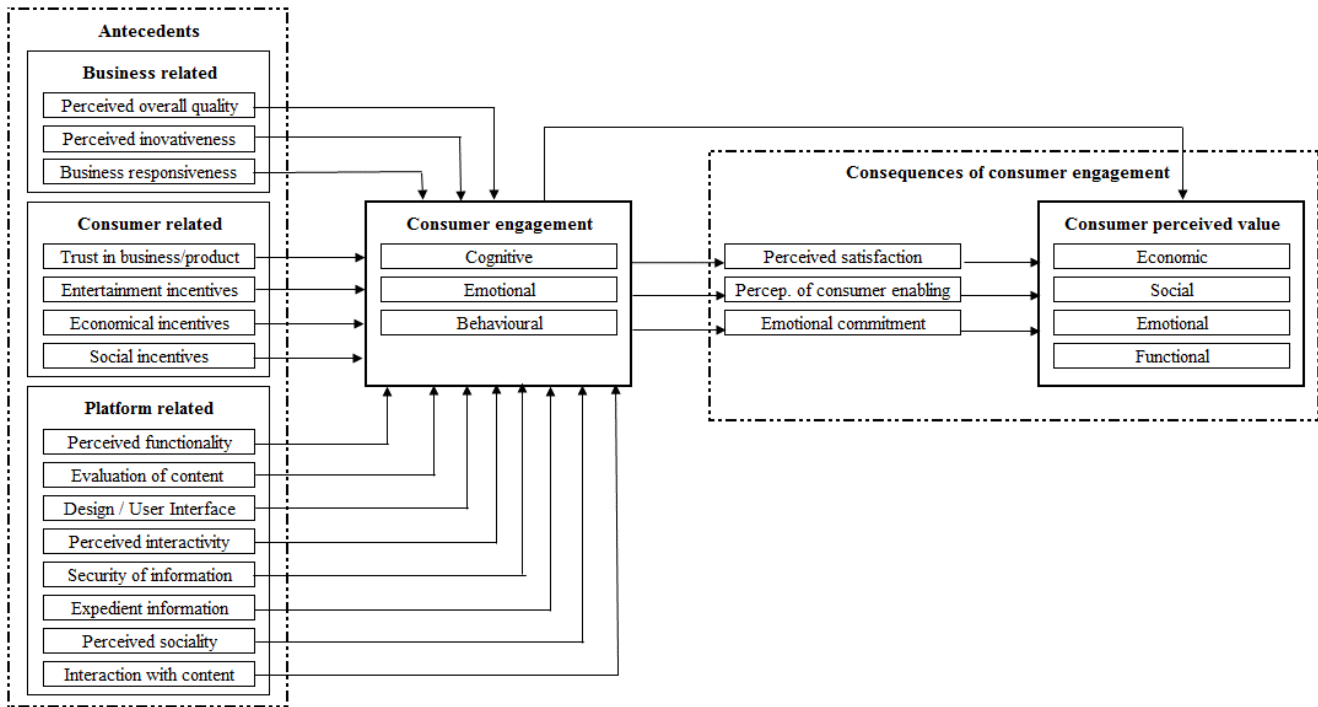 Antecedents
Business related
Perceived overall quality
Perceived inovativeness
Business responsiveness
Consumer related
Trust in business/product
Entertainment incentives
Economical incentives
Social incentives
Platform related
Perceived functionality
Evaluation of content
Design / User Interface
Perceived interactivity
Security of information
Expedient information
Perceived sociality
Interaction with content
Consumer engagement
Cognitive
Emotional
Behavioural
Consequences of consumer engagement
Perceived satisfaction
Percep. of consumer enabling
Emotional commitment
Consumer perceived value
Economic
Social
Emotional
Functional